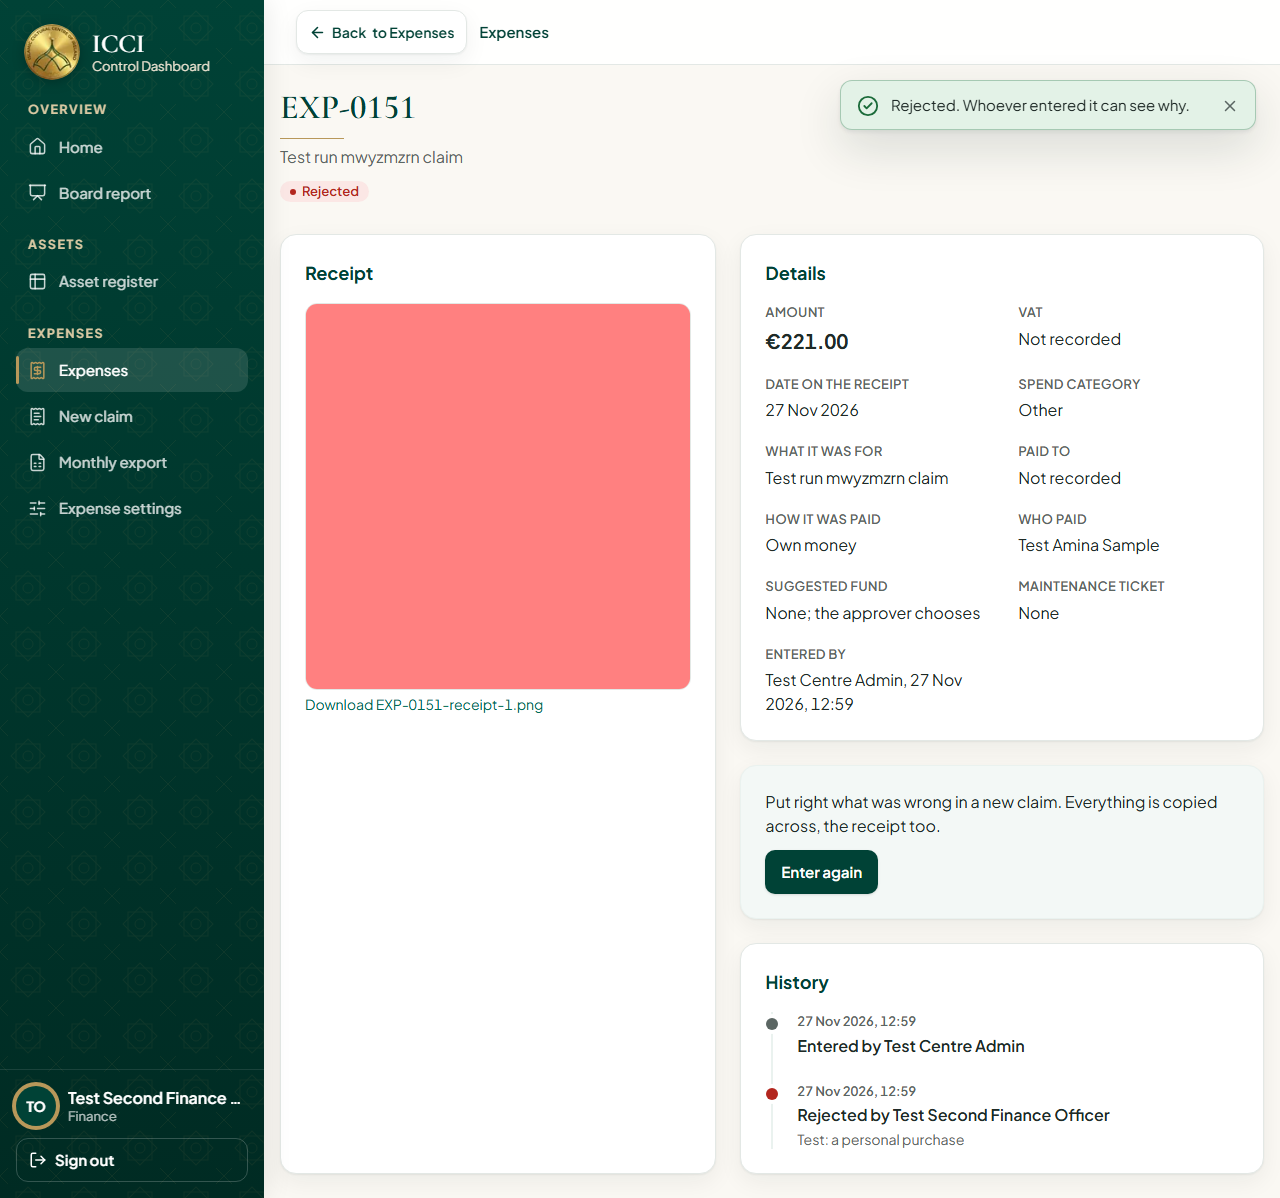 ICCI
Control Dashboard
OVERVIEW
Home
Board report
ASSETS
Asset register
EXPENSES
Expenses
New claim
Monthly export
Expense settings
TO
Test Second Finance ...
Finance
Sign out
Back to Expenses
Expenses
EXP-0151
Test run mwyzmzrn claim
Rejected
Rejected. Whoever entered it can see why.
Receipt
Download EXP-0151-receipt-1.png
Details
AMOUNT
€221.00
VAT
Not recorded
DATE ON THE RECEIPT
27 Nov 2026
SPEND CATEGORY
Other
WHAT IT WAS FOR
Test run mwyzmzrn claim
PAID TO
Not recorded
HOW IT WAS PAID
Own money
WHO PAID
Test Amina Sample
SUGGESTED FUND
None; the approver chooses
MAINTENANCE TICKET
None
ENTERED BY
Test Centre Admin, 27 Nov
2026, 12:59
Put right what was wrong in a new claim. Everything is copied
across, the receipt too.
Enter again
History
27 Nov 2026, 12:59
Entered by Test Centre Admin
27 Nov 2026, 12:59
Rejected by Test Second Finance Officer
Test: a personal purchase